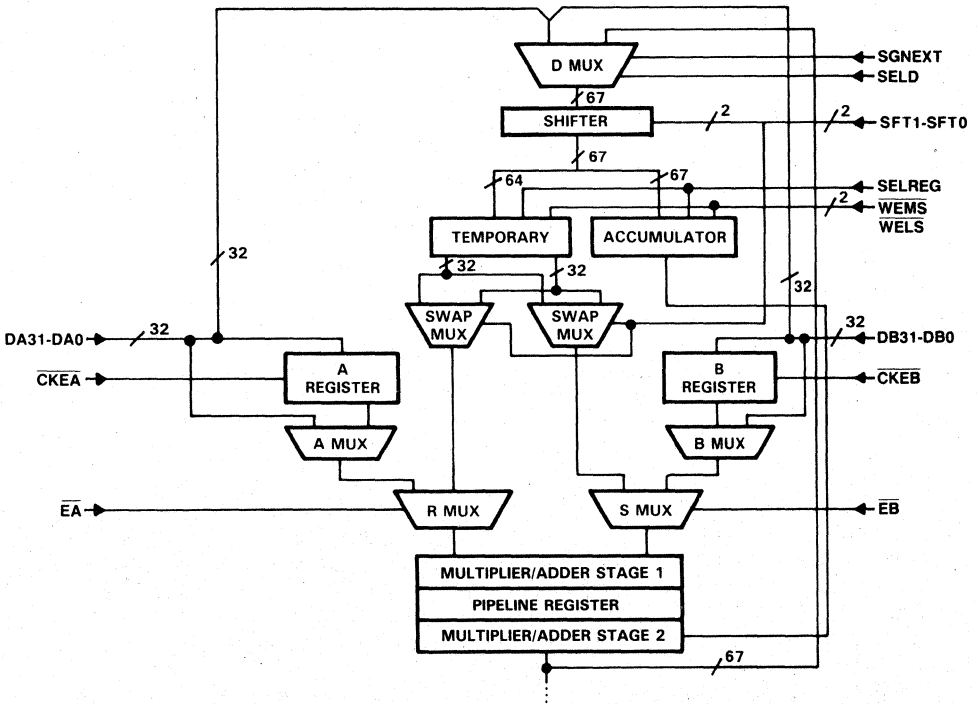 SGNEXT
D MUX
SELD
67
SHIFTER
2
2
SFT1-SFT0
67
64
67
SELREG
2
WEMS
WELS
TEMPORARY
ACCUMULATOR
32
32
32
32
SWAP
MUX
SWAP
MUX
DA31-DA0
32
32
DB31-DB0
A
REGISTER
B
REGISTER
CKEA
CKEB
A MUX
B MUX
EA
R MUX
S MUX
EB
MULTIPLIER/ADDER STAGE 1
PIPELINE REGISTER
MULTIPLIER/ADDER STAGE 2
67